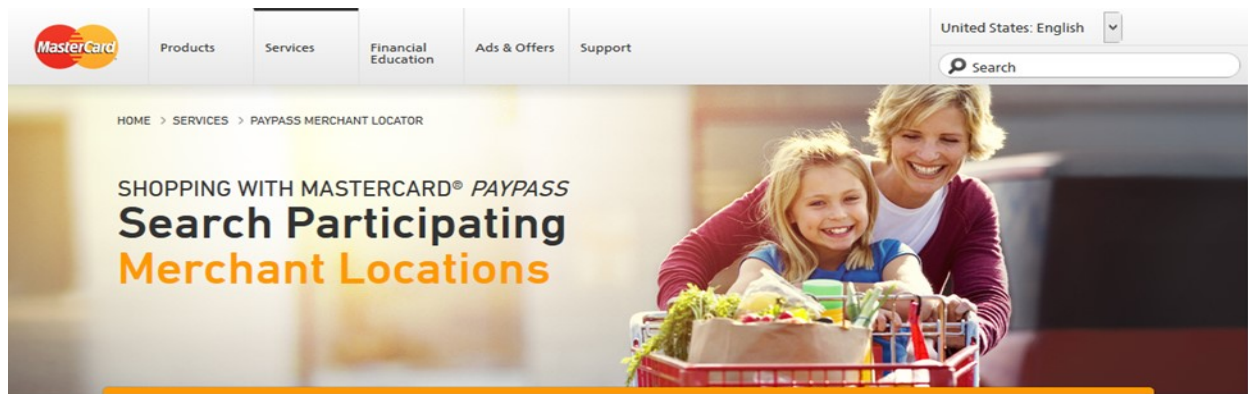 MasterCard
Products
Services
Financial
Education
Ads & Offers
Support
United States: English
Search
HOME > SERVICES > PAYPASS MERCHANT LOCATOR
SHOPPING WITH MASTERCARD® PAYPASS
Search Participating
Merchant Locations